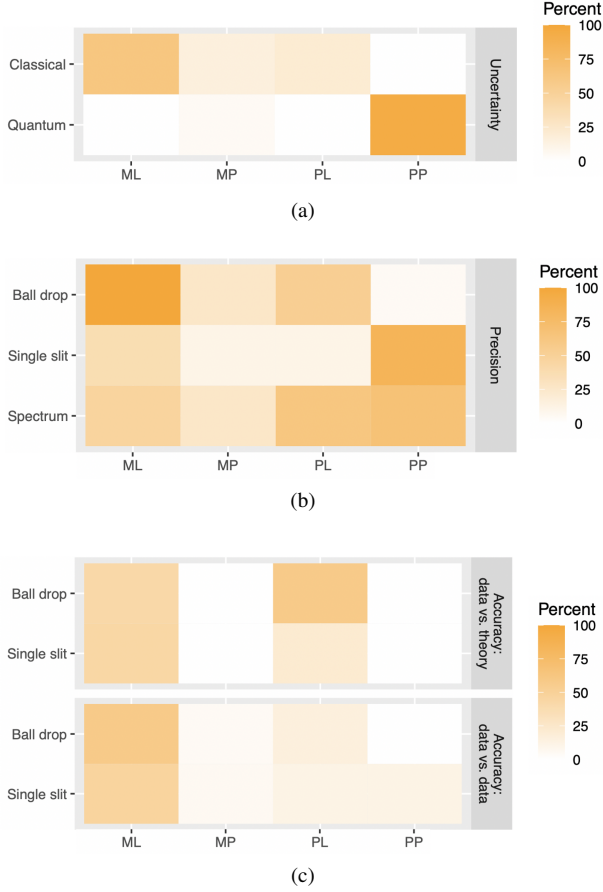 Percent
100
75
50
25
0
Classical
Quantum
Uncertainty
ML MP PL PP
(a)
Percent
100
75
50
25
0
Ball drop
Single slit
Spectrum
Precision
ML MP PL PP
(b)
Ball drop
Single slit
Accuracy:
data vs. theory
Percent
100
75
50
25
0
Ball drop
Single slit
Accuracy:
data vs. data
ML MP PL PP
(c)